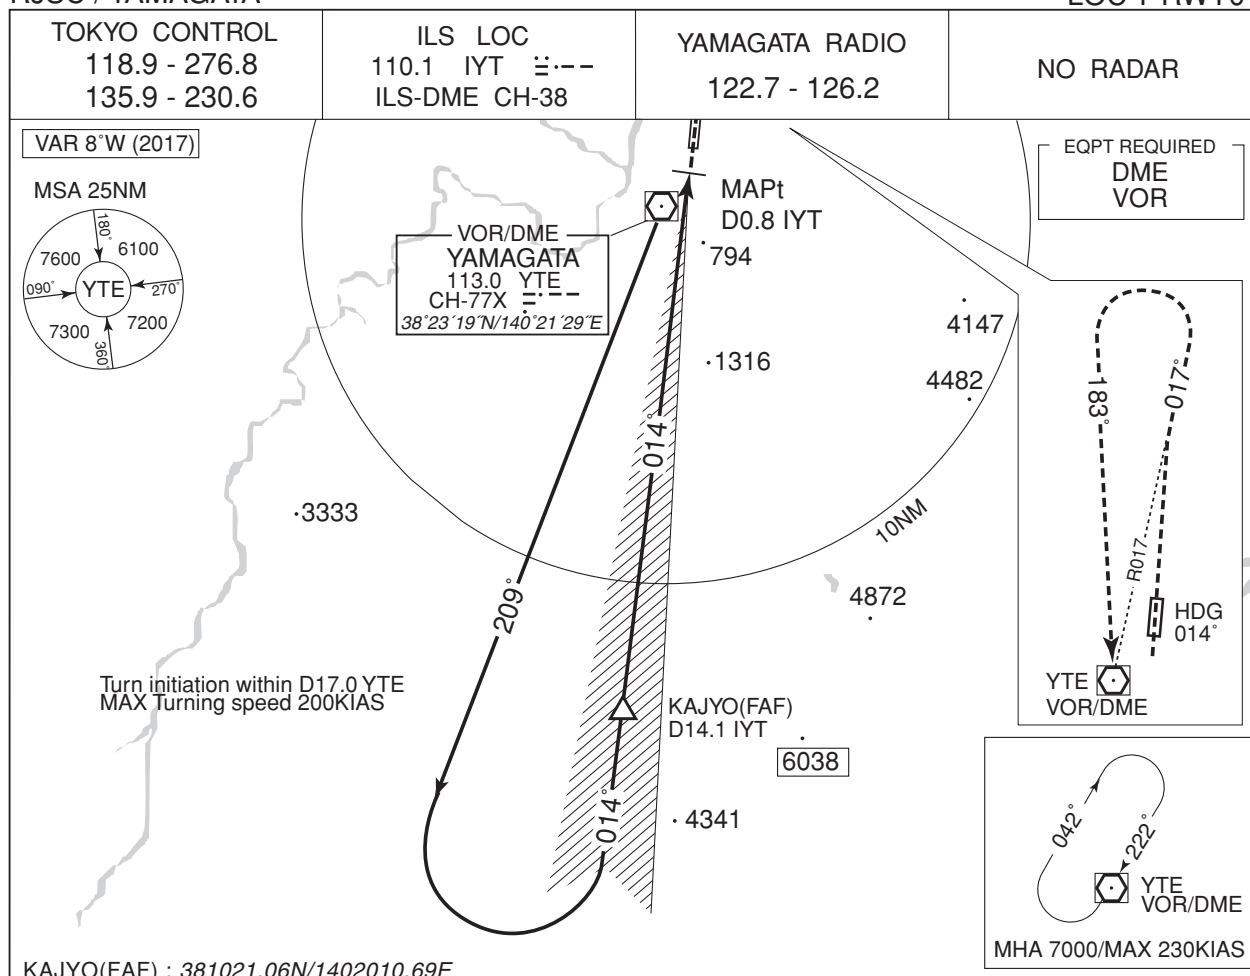 TOKYO CONTROL
118.9 - 276.8
135.9 - 230.6
ILS LOC
110.1 IYT
ILS-DME CH-38
YAMAGATA RADIO
122.7 - 126.2
NO RADAR
VAR 8°W (2017)
MSA 25NM
180°
7600
6100
090°
YTE
270°
7300
7200
360°
EQPT REQUIRED
DME
VOR
MAPt
D0.8 IYT
VOR/DME
YAMAGATA
113.0 YTE
CH-77X
38°23´19˝N/140°21´29˝E
794
4147
1316
4482
014°
3333
10NM
209°
4872
183°
017°
R017
HDG
014°
YTE
VOR/DME
Turn initiation within D17.0 YTE
MAX Turning speed 200KIAS
KAJYO(FAF)
D14.1 IYT
6038
014°
4341
042°
222°
YTE
VOR/DME
MHA 7000/MAX 230KIAS
KAJYO(FAF) : 381021.06N/1402010.69E